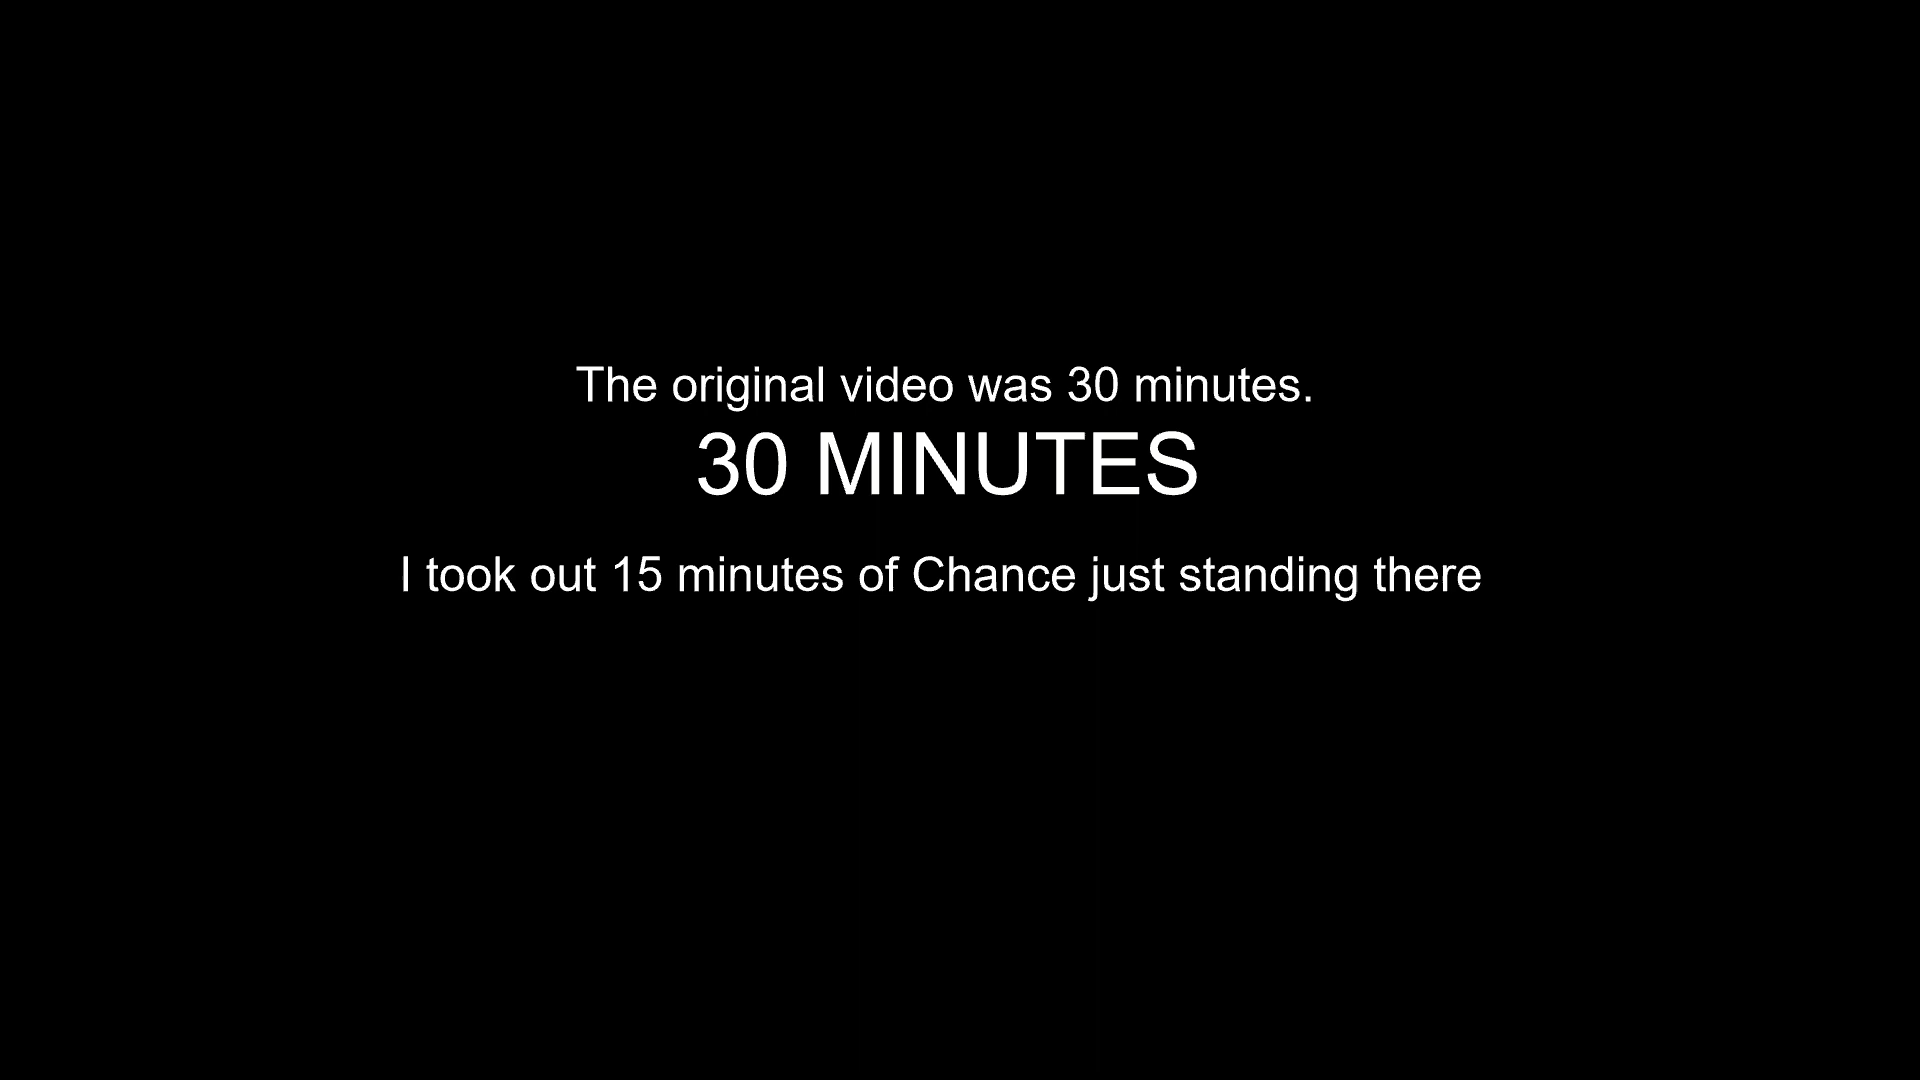 The original video was 30 minutes.
30 MINUTES
I took out 15 minutes of Chance just standing there